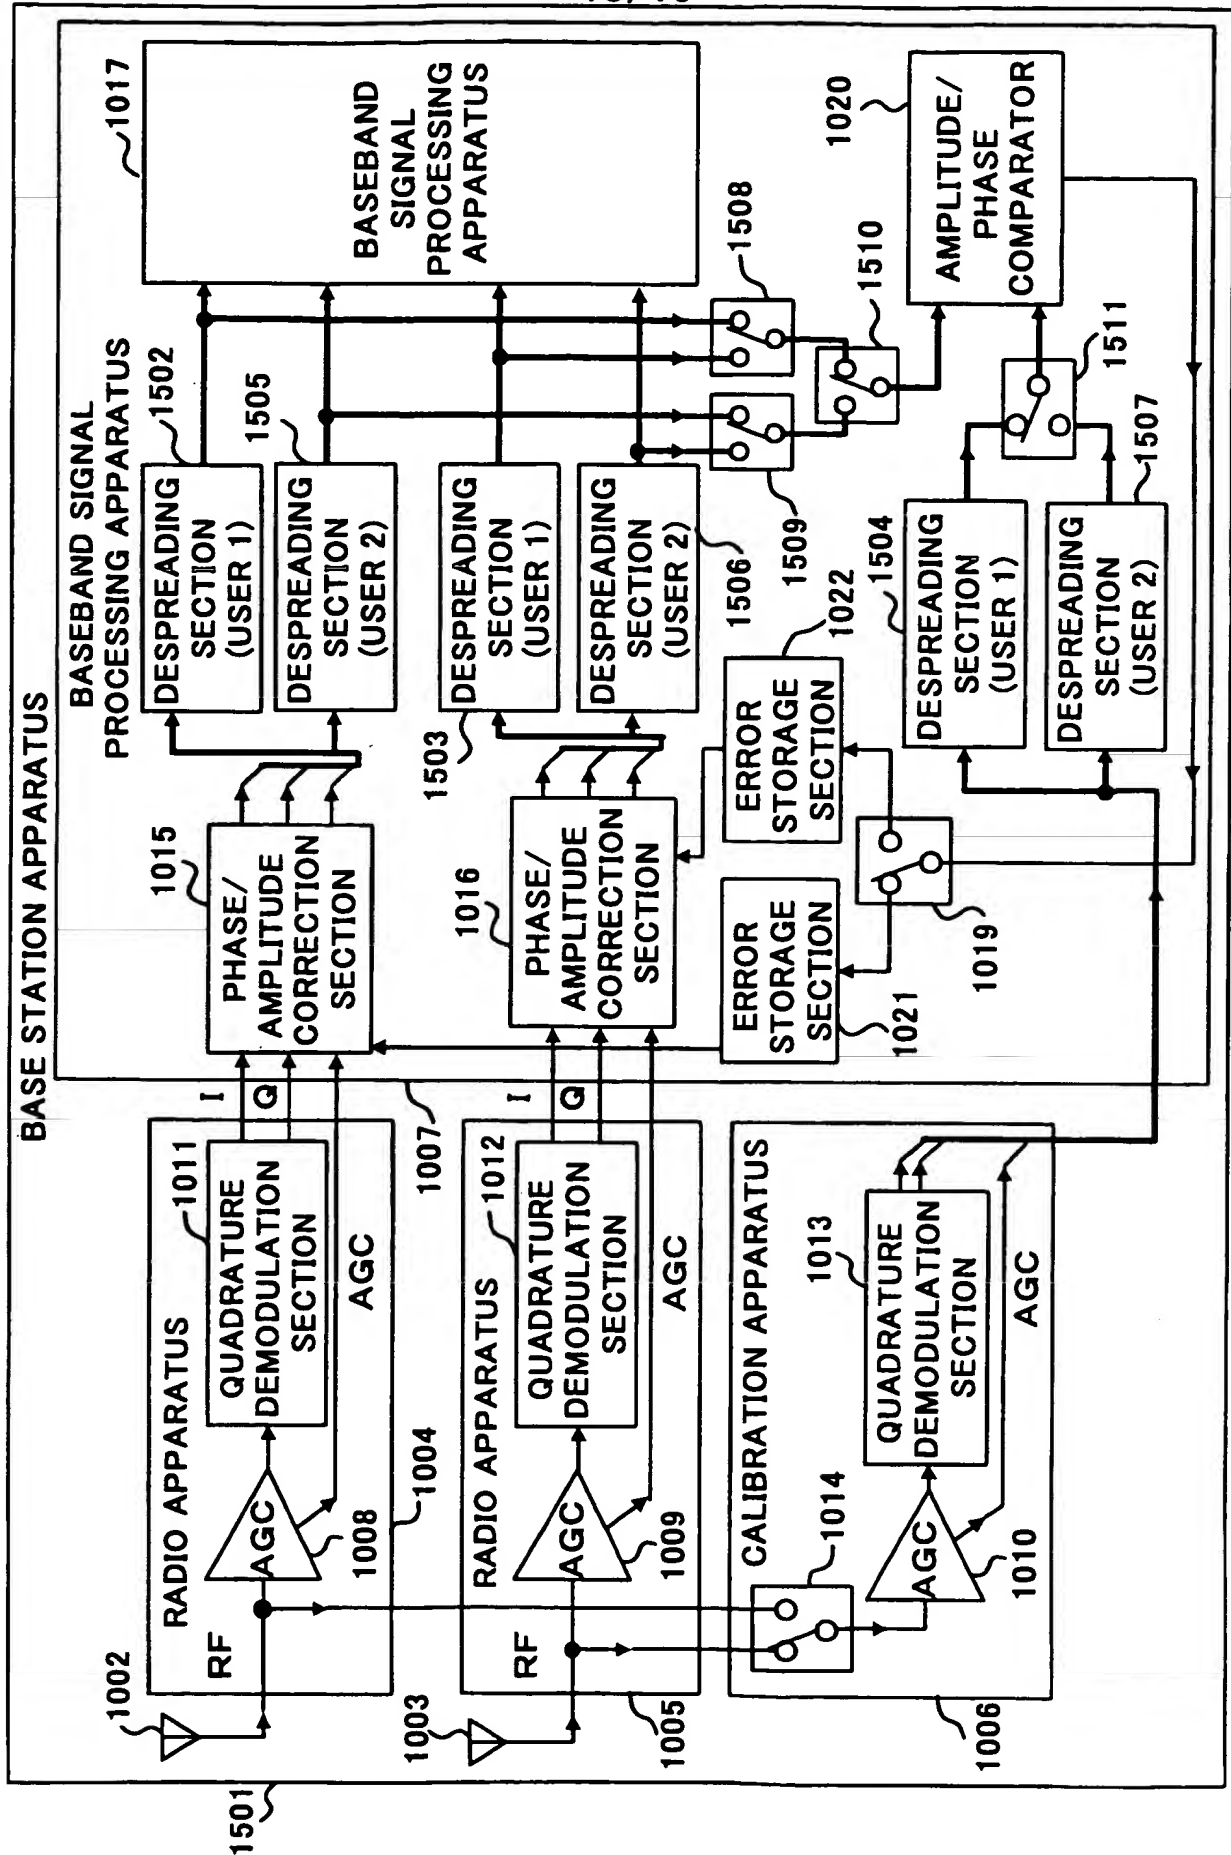 BASE STATION APPARATUS
1501
BASEBAND SIGNAL
PROCESSING APPARATUS
1007
1002
RADIO APPARATUS
1004
RF
AGC
1008
QUADRATURE
DEMODULATION
SECTION
1011
AGC
I
Q
PHASE/
AMPLITUDE
CORRECTION
SECTION
1015
DESPREADING
SECTION
(USER 1)
1502
DESPREADING
SECTION
(USER 2)
1505
BASEBAND
SIGNAL
PROCESSING
APPARATUS
1017
1003
RADIO APPARATUS
1005
RF
AGC
1009
QUADRATURE
DEMODULATION
SECTION
1012
AGC
I
Q
PHASE/
AMPLITUDE
CORRECTION
SECTION
1016
DESPREADING
SECTION
(USER 1)
1503
DESPREADING
SECTION
(USER 2)
1506
1508
1509
1510
CALIBRATION APPARATUS
1006
1014
AGC
1010
QUADRATURE
DEMODULATION
SECTION
1013
AGC
ERROR
STORAGE
SECTION
1021
ERROR
STORAGE
SECTION
1022
1019
DESPREADING
SECTION
(USER 1)
1504
DESPREADING
SECTION
(USER 2)
1507
1511
AMPLITUDE/
PHASE
COMPARATOR
1020